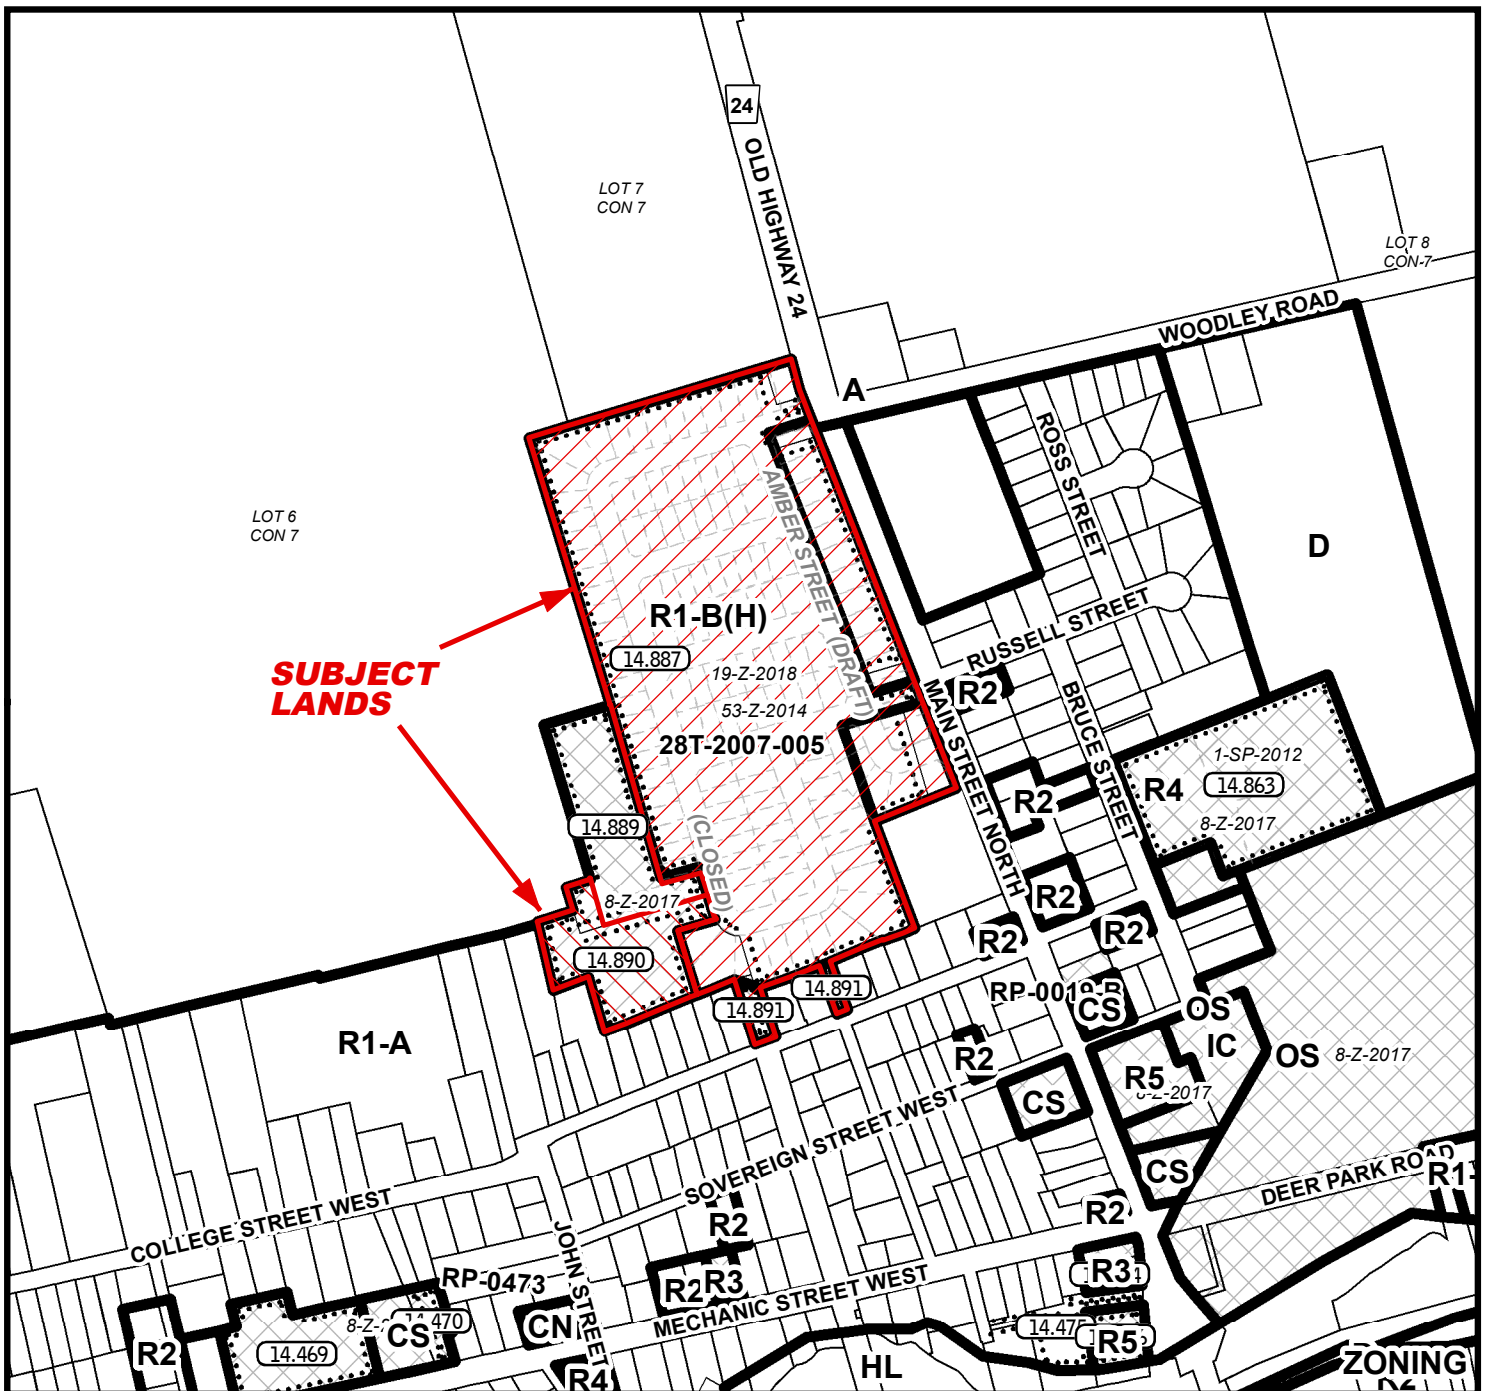 24
OLD HIGHWAY 24
LOT 7
CON 7
LOT 8
CON 7
WOODLEY ROAD
A
ROSS STREET
LOT 6
CON 7
AMBER STREET (DRAFT)
D
R1-B(H)
14.887
19-Z-2018
53-Z-2014
28T-2007-005
SUBJECT
LANDS
RUSSELL STREET
R2
MAIN STREET NORTH
BRUCE STREET
1-SP-2012
R4
14.863
8-Z-2017
R2
14.889
(CLOSED)
8-Z-2017
R2
R2
R2
14.890
14.891
14.891
RP-0019-B
CS
OS
IC
OS
8-Z-2017
R1-A
R2
R5
8-Z-2017
CS
CS
SOVEREIGN STREET WEST
DEER PARK ROAD
R1-
COLLEGE STREET WEST
R2
R2
JOHN STREET
RP-0473
R2
R3
R3
MECHANIC STREET WEST
CS
CN
R2
14.469
R5
HL
R4
ZONING